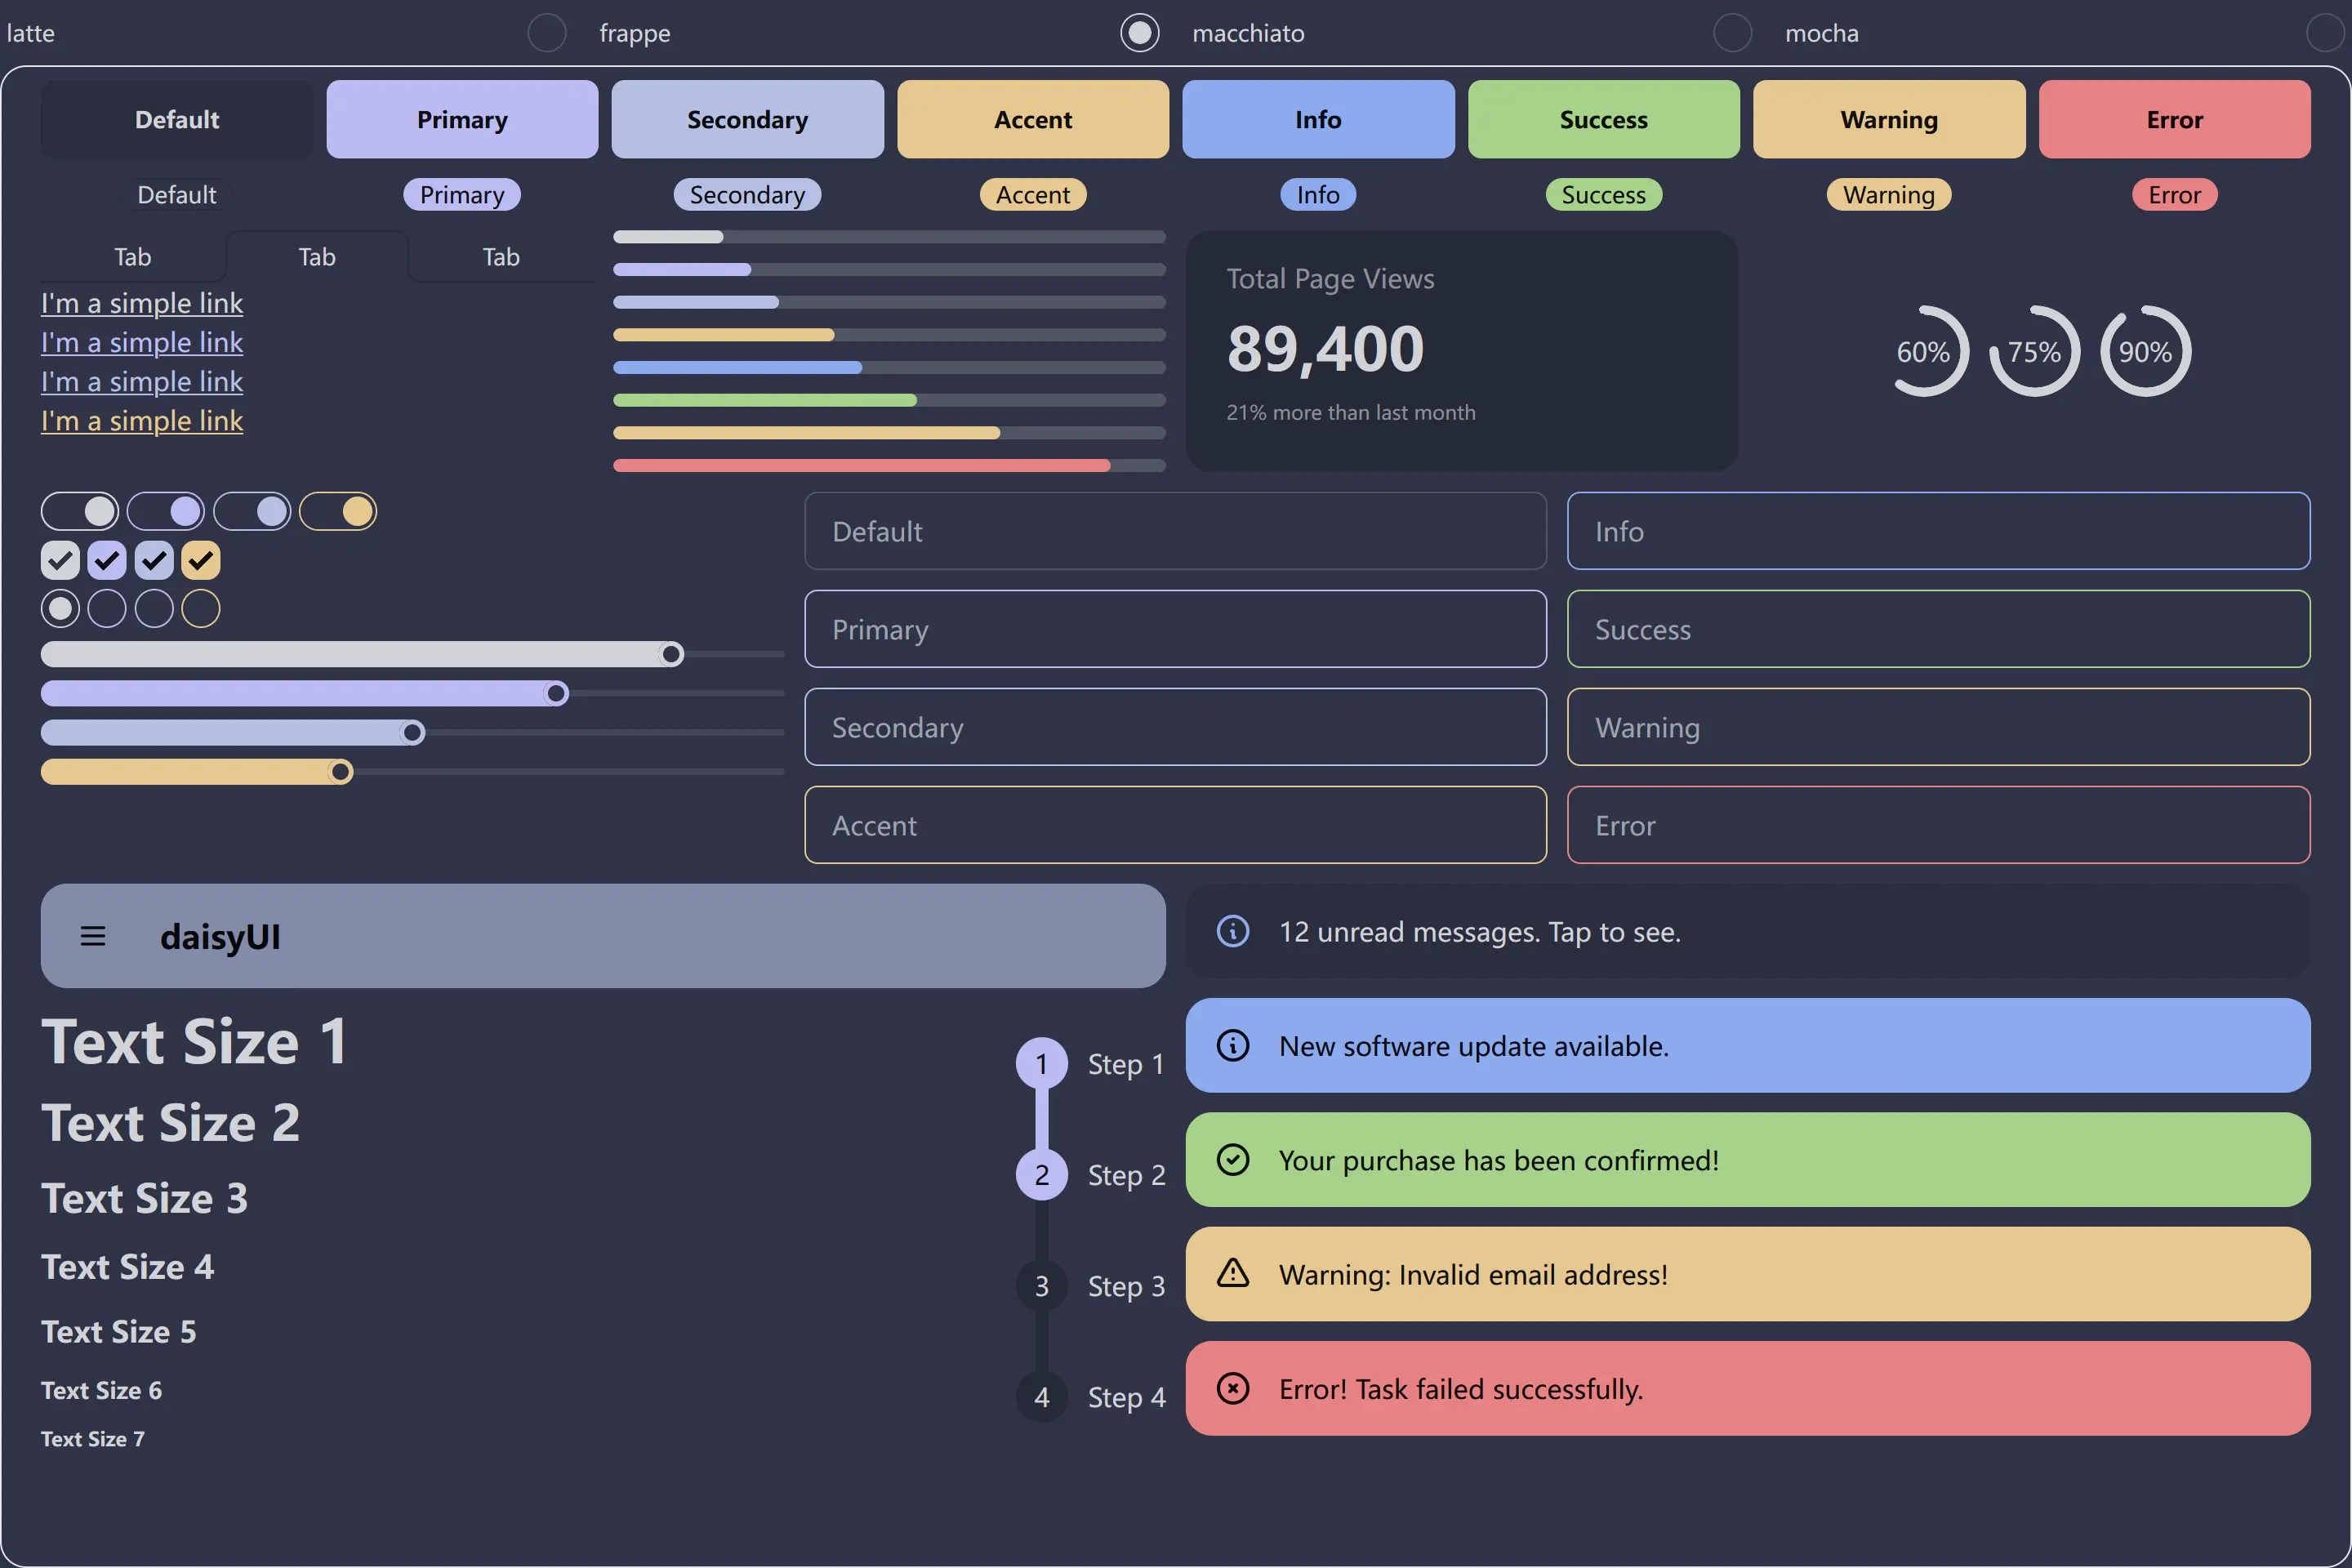 latte
frappe
macchiato
mocha
Default
Primary
Secondary
Accent
Info
Success
Warning
Error
Default
Primary
Secondary
Accent
Info
Success
Warning
Error
Tab
Tab
Tab
I'm a simple link
I'm a simple link
I'm a simple link
I'm a simple link
Total Page Views
89,400
21% more than last month
60%
75%
90%
Default
Info
Primary
Success
Secondary
Warning
Accent
Error
daisyUI
Text Size 1
Text Size 2
Text Size 3
Text Size 4
Text Size 5
Text Size 6
Text Size 7
1 Step 1
2 Step 2
3 Step 3
4 Step 4
12 unread messages. Tap to see.
New software update available.
Your purchase has been confirmed!
Warning: Invalid email address!
Error! Task failed successfully.